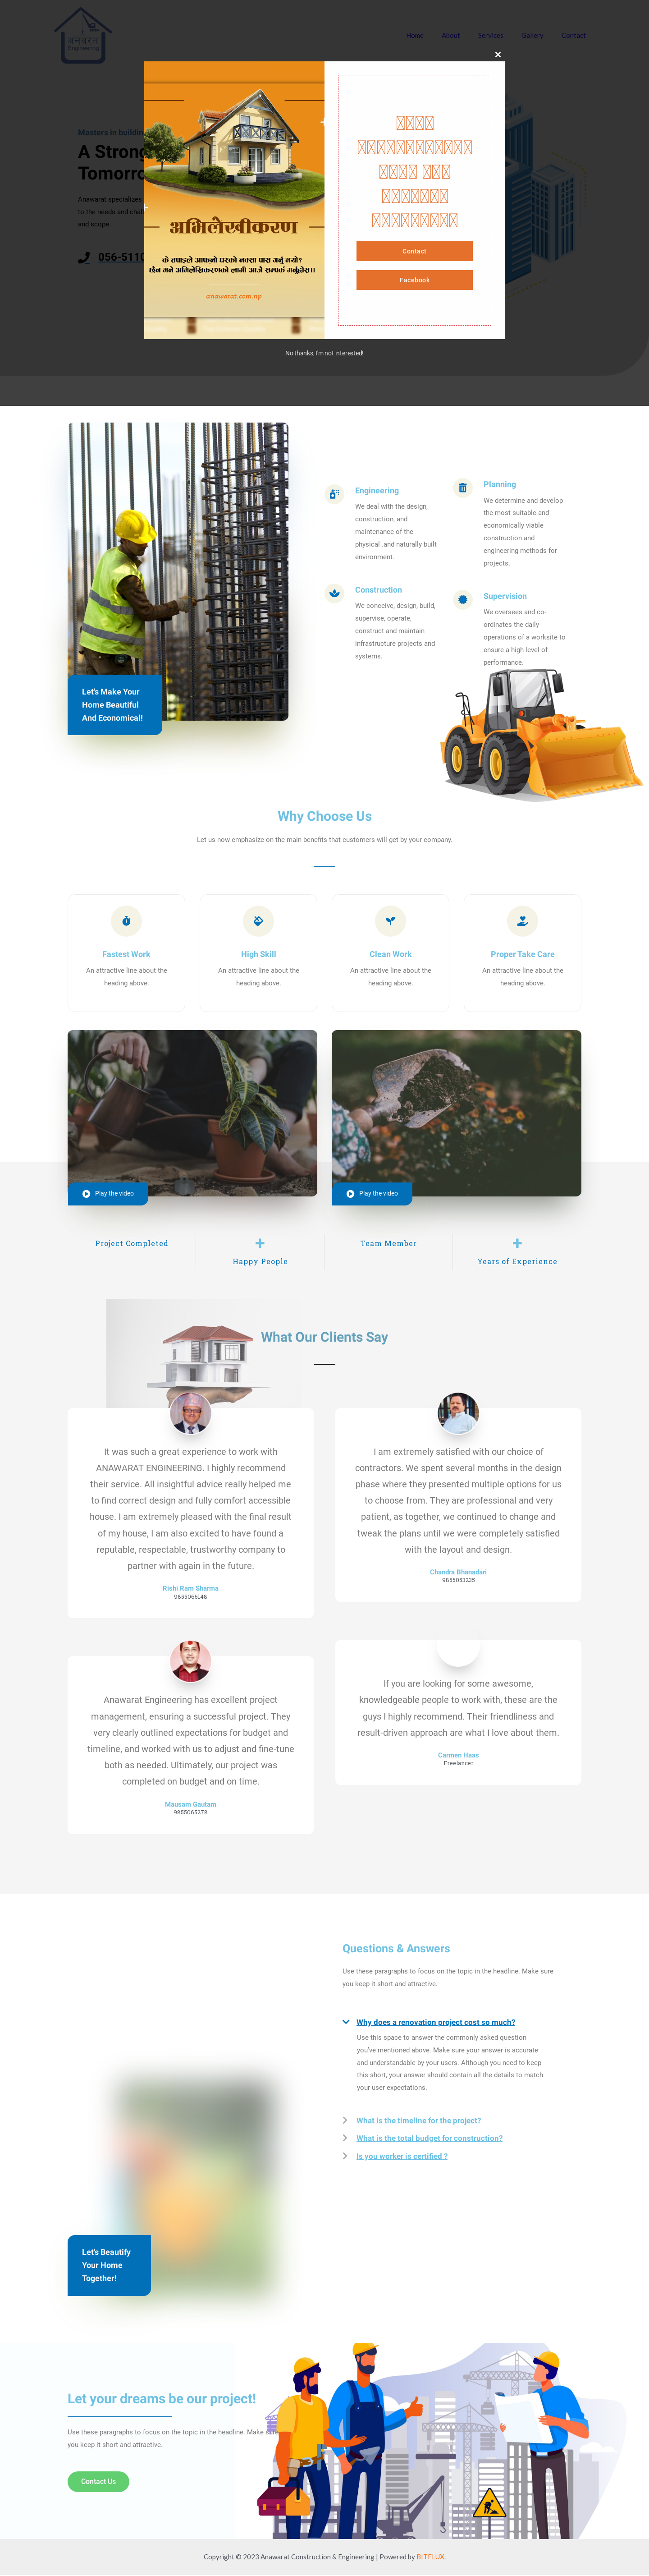 अनवरत
Engineering
Home
About
Services
Gallery
Contact
Masters in building
A Strong
Tomorro
Anawarat specializes
to the needs and chall
and scope.
056-5110
×
अभिलेखीकरण
के तपाइले आफ्नो घरको नक्सा पास गर्नु भयो?
छैन भने अभिलेखिकरणको लागी आजै सम्पर्क गर्नुहोस।।
anawarat.com.np
Contact
Facebook
No thanks, I'm not interested!
Let's Make Your
Home Beautiful
And Economical!
Engineering
We deal with the design,
construction, and
maintenance of the
physical .and naturally built
environment.
Planning
We determine and develop
the most suitable and
economically viable
construction and
engineering methods for
projects.
Construction
We conceive, design, build,
supervise, operate,
construct and maintain
infrastructure projects and
systems.
Supervision
We oversees and co-
ordinates the daily
operations of a worksite to
ensure a high level of
performance.
Why Choose Us
Let us now emphasize on the main benefits that customers will get by your company.
Fastest Work
An attractive line about the
heading above.
High Skill
An attractive line about the
heading above.
Clean Work
An attractive line about the
heading above.
Proper Take Care
An attractive line about the
heading above.
Play the video
Play the video
Project Completed
+
Happy People
Team Member
+
Years of Experience
What Our Clients Say
It was such a great experience to work with
ANAWARAT ENGINEERING. I highly recommend
their service. All insightful advice really helped me
to find correct design and fully comfort accessible
house. I am extremely pleased with the final result
of my house, I am also excited to have found a
reputable, respectable, trustworthy company to
partner with again in the future.
Rishi Ram Sharma
9855065148
I am extremely satisfied with our choice of
contractors. We spent several months in the design
phase where they presented multiple options for us
to choose from. They are professional and very
patient, as together, we continued to change and
tweak the plans until we were completely satisfied
with the layout and design.
Chandra Bhanadari
9855053235
Anawarat Engineering has excellent project
management, ensuring a successful project. They
very clearly outlined expectations for budget and
timeline, and worked with us to adjust and fine-tune
both as needed. Ultimately, our project was
completed on budget and on time.
Mausam Gautam
9855065278
If you are looking for some awesome,
knowledgeable people to work with, these are the
guys I highly recommend. Their friendliness and
result-driven approach are what I love about them.
Carmen Haas
Freelancer
Questions & Answers
Use these paragraphs to focus on the topic in the headline. Make sure
you keep it short and attractive.
Why does a renovation project cost so much?
Use this space to answer the commonly asked question
you've mentioned above. Make sure your answer is accurate
and understandable by your users. Although you need to keep
this short, your answer should contain all the details to match
your user expectations.
What is the timeline for the project?
What is the total budget for construction?
Is you worker is certified ?
Let's Beautify
Your Home
Together!
Let your dreams be our project!
Use these paragraphs to focus on the topic in the headline. Make sure
you keep it short and attractive.
Contact Us
Copyright © 2023 Anawarat Construction & Engineering | Powered by BITFLUX.